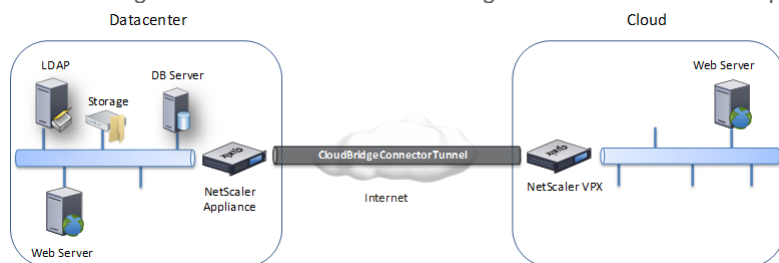 Datacenter
Cloud
LDAP
DB Server
Storage
Web Server
CloudBridgeConnectorTunnel
NetScaler
Appliance
Internet
NetScaler VPX
Web Server